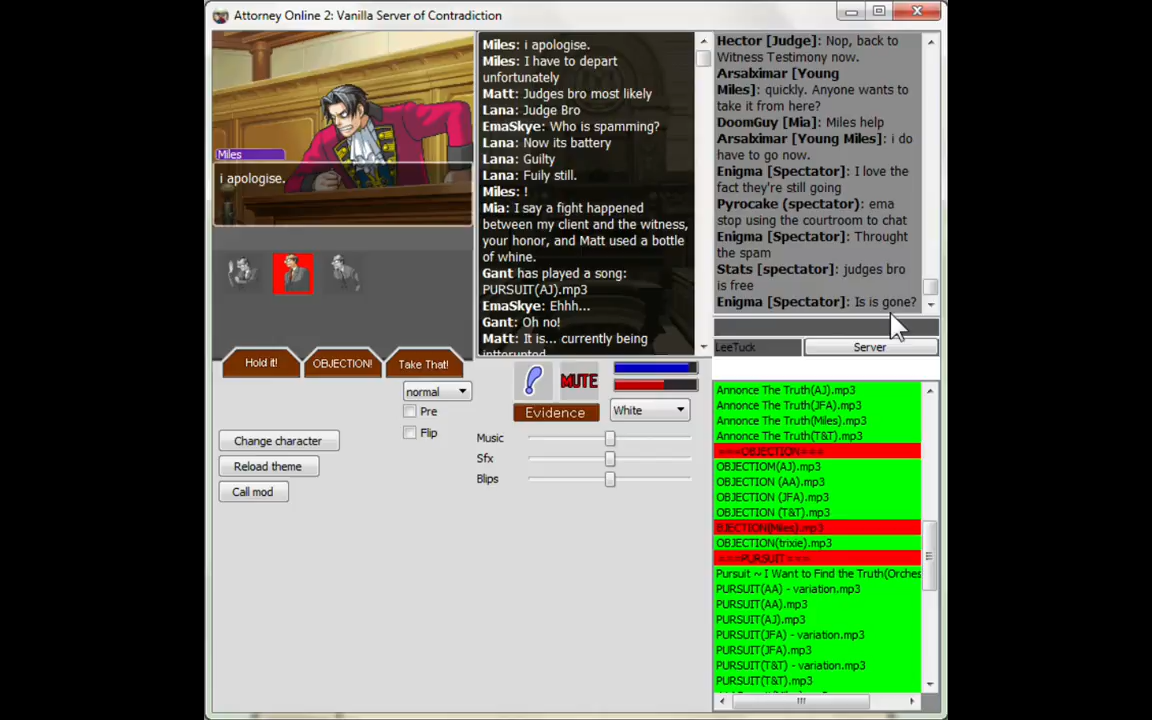 Attorney Online 2: Vanilla Server of Contradiction
Miles
i apologise.
Hold it!
OBJECTION!
Take That!
normal
Pre
Flip
Change character
Reload theme
Call mod
Miles: i apologise.
Miles: I have to depart
unfortunately
Matt: Judges bro most likely
Lana: Judge Bro
EmaSkye: Who is spamming?
Lana: Now its battery
Lana: Guilty
Lana: Fuily still.
Miles: !
Mia: I say a fight happened
between my client and the witness,
your honor, and Matt used a bottle
of whine.
Gant has played a song:
PURSUIT(AJ).mp3
EmaSkye: Ehhh...
Gant: Oh no!
Matt: It is... currently being
intterupted
MUTE
Evidence
White
Music
Sfx
Blips
Hector [Judge]: Nop, back to
Witness Testimony now.
Arsalximar [Young
Miles]: quickly. Anyone wants to
take it from here?
DoomGuy [Mia]: Miles help
Arsalximar [Young Miles]: i do
have to go now.
Enigma [Spectator]: I love the
fact they're still going
Pyrocake (spectator): ema
stop using the courtroom to chat
Enigma [Spectator]: Throught
the spam
Stats [spectator]: judges bro
is free
Enigma [Spectator]: Is is gone?
LeeTuck
Server
Annonce The Truth(AJ).mp3
Annonce The Truth(JFA).mp3
Annonce The Truth(Miles).mp3
Annonce The Truth(T&T).mp3
===OBJECTION===
OBJECTIOM(AJ).mp3
OBJECTION (AA).mp3
OBJECTION (JFA).mp3
OBJECTION (T&T).mp3
BJECTION(Miles).mp3
OBJECTION(trixie).mp3
===PURSUIT===
Pursuit ~ I Want to Find the Truth(Orches
PURSUIT(AA) - variation.mp3
PURSUIT(AA).mp3
PURSUIT(AJ).mp3
PURSUIT(JFA) - variation.mp3
PURSUIT(JFA).mp3
PURSUIT(T&T) - variation.mp3
PURSUIT(T&T).mp3